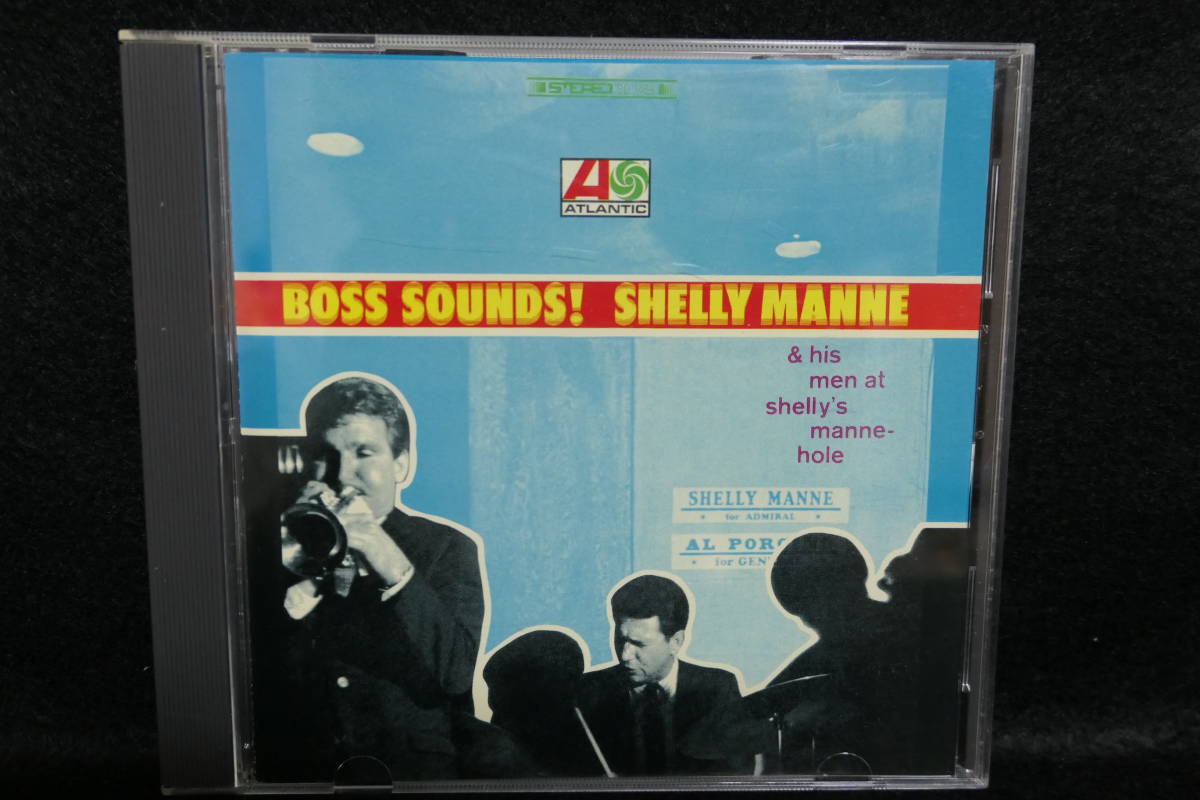 STEREO
ATLANTIC
BOSS SOUNDS! SHELLY MANNE
& his
men at
shelly's
manne-
hole
SHELLY MANNE
* for ADMIRAL *
AL PORC
* for GEN